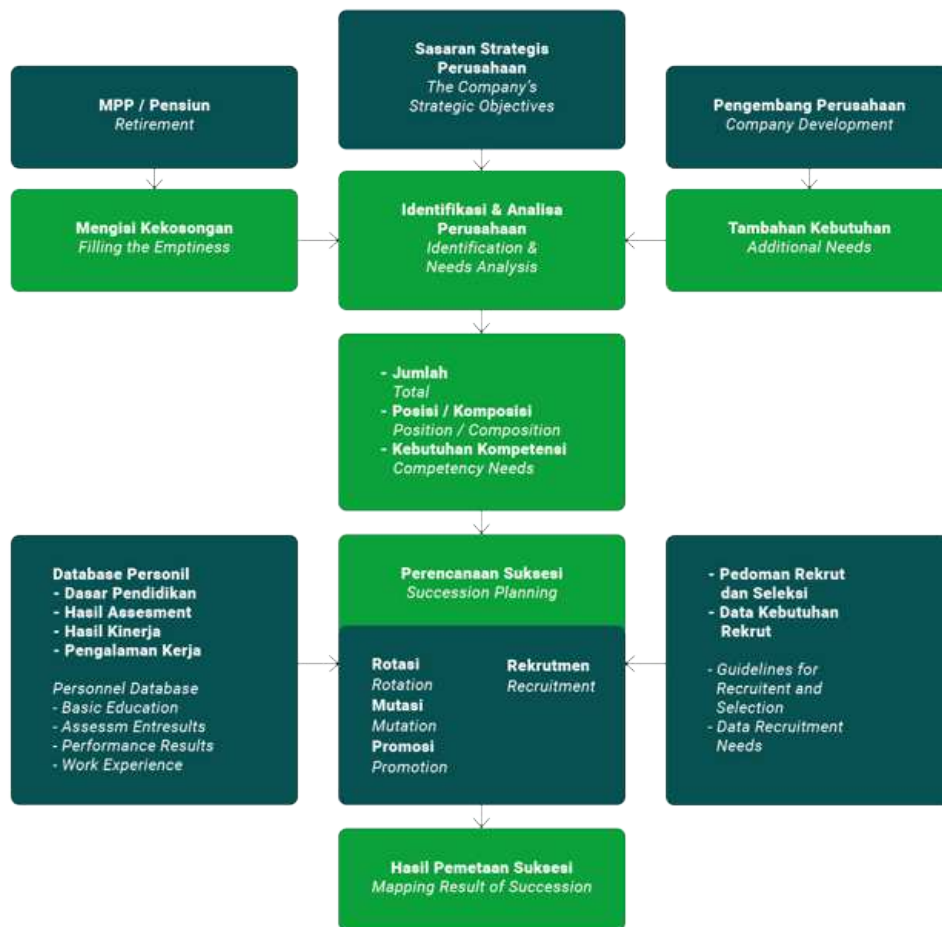 Sasaran Strategis
Perusahaan
The Company's
Strategic Objectives
MPP / Pensiun
Retirement
Pengembang Perusahaan
Company Development
Mengisi Kekosongan
Filling the Emptiness
Identifikasi & Analisa
Perusahaan
Identification &
Needs Analysis
Tambahan Kebutuhan
Additional Needs
- Jumlah
Total
- Posisi / Komposisi
Position / Composition
- Kebutuhan Kompetensi
Competency Needs
Database Personil
- Dasar Pendidikan
- Hasil Assesment
- Hasil Kinerja
- Pengalaman Kerja
Personnel Database
- Basic Education
- Assessm Entresults
- Performance Results
- Work Experience
Perencanaan Suksesi
Succession Planning
Rotasi
Rotation
Mutasi
Mutation
Promosi
Promotion
Rekrutmen
Recruitment
- Pedoman Rekrut
dan Seleksi
- Data Kebutuhan
Rekrut
- Guidelines for
Recruitent and
Selection
- Data Recruitment
Needs
Hasil Pemetaan Suksesi
Mapping Result of Succession